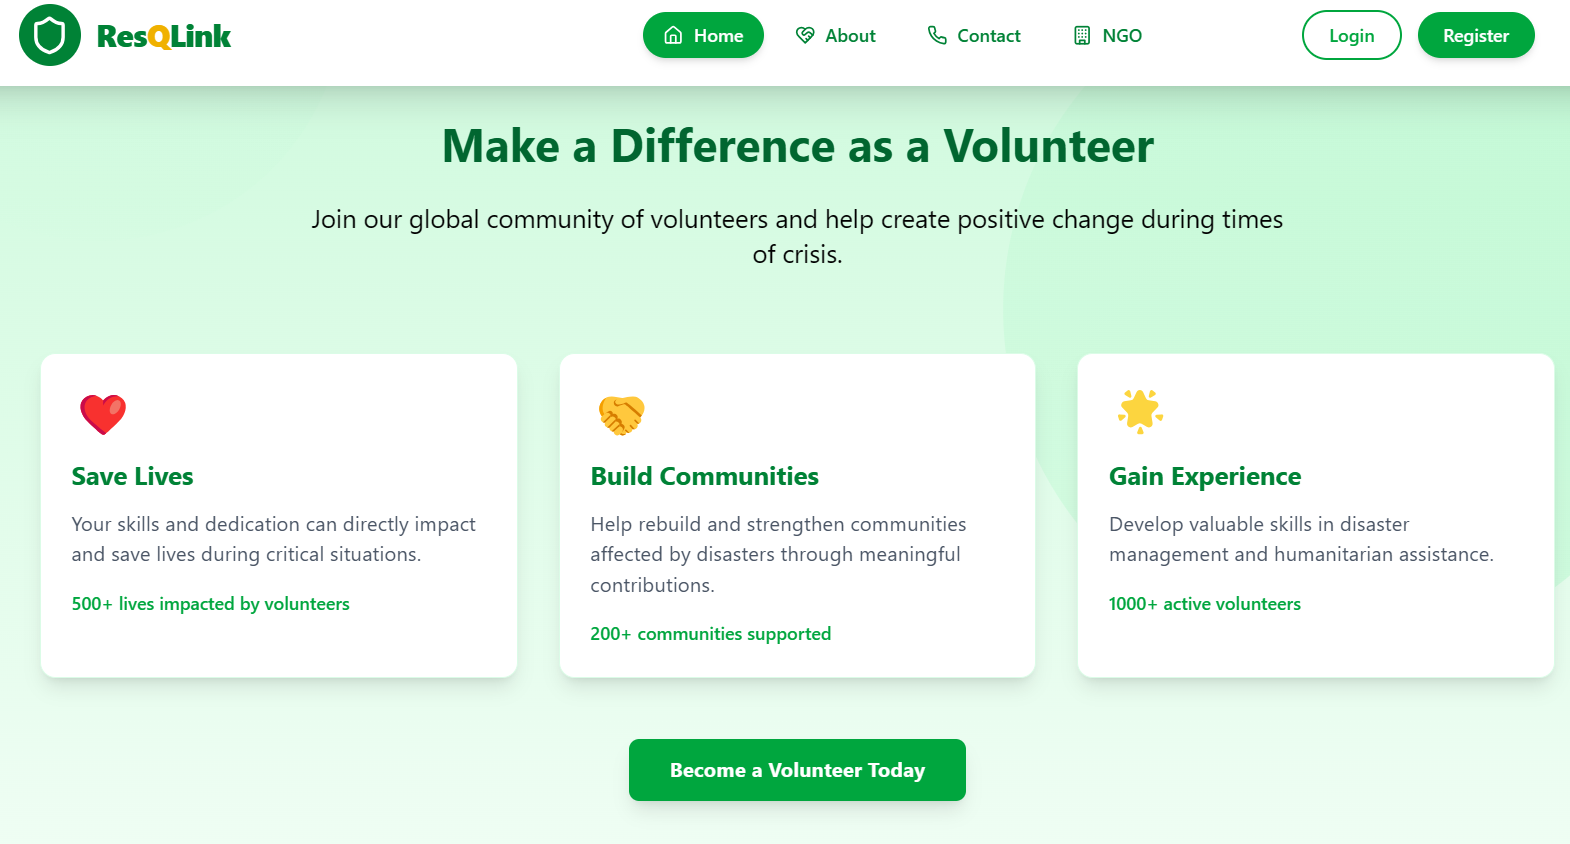 ResQLink
Home
About
Contact
NGO
Login
Register
Make a Difference as a Volunteer
Join our global community of volunteers and help create positive change during times
of crisis.
Save Lives
Your skills and dedication can directly impact
and save lives during critical situations.
500+ lives impacted by volunteers
Build Communities
Help rebuild and strengthen communities
affected by disasters through meaningful
contributions.
200+ communities supported
Gain Experience
Develop valuable skills in disaster
management and humanitarian assistance.
1000+ active volunteers
Become a Volunteer Today